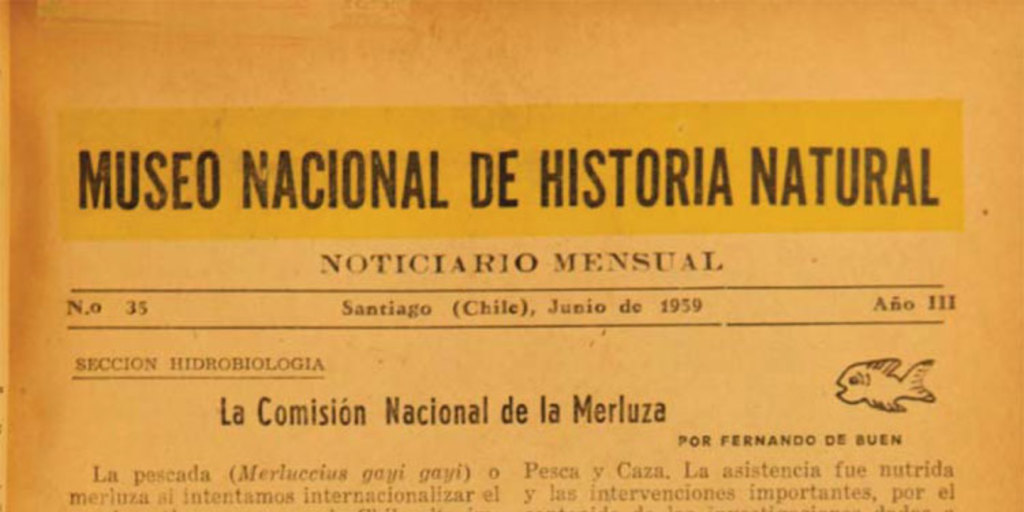 MUSEO NACIONAL DE HISTORIA NATURAL
NOTICIARIO MENSUAL
N.o 35 Santiago (Chile), Junio de 1959 Año III
SECCION HIDROBIOLOGIA
La Comisión Nacional de la Merluza
POR FERNANDO DE BUEN
La pescada (Merluccius gayi gayi) o
merluza si intentamos internacionalizar el
Pesca y Caza. La asistencia fue nutrida
y las intervenciones importantes, por el